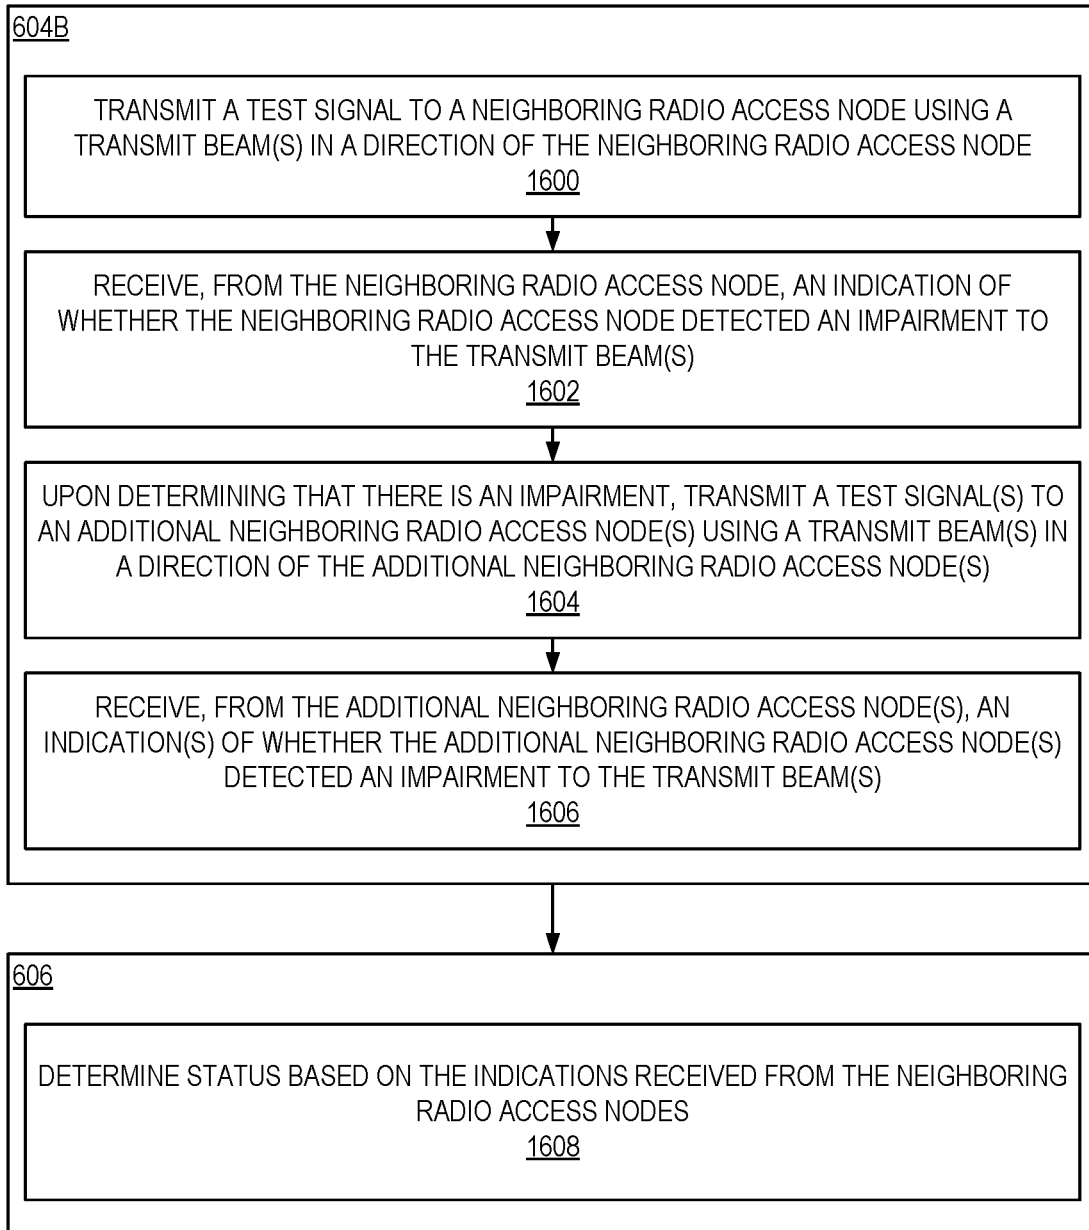 604B
TRANSMIT A TEST SIGNAL TO A NEIGHBORING RADIO ACCESS NODE USING A
TRANSMIT BEAM(S) IN A DIRECTION OF THE NEIGHBORING RADIO ACCESS NODE
1600
RECEIVE, FROM THE NEIGHBORING RADIO ACCESS NODE, AN INDICATION OF
WHETHER THE NEIGHBORING RADIO ACCESS NODE DETECTED AN IMPAIRMENT TO
THE TRANSMIT BEAM(S)
1602
UPON DETERMINING THAT THERE IS AN IMPAIRMENT, TRANSMIT A TEST SIGNAL(S) TO
AN ADDITIONAL NEIGHBORING RADIO ACCESS NODE(S) USING A TRANSMIT BEAM(S) IN
A DIRECTION OF THE ADDITIONAL NEIGHBORING RADIO ACCESS NODE(S)
1604
RECEIVE, FROM THE ADDITIONAL NEIGHBORING RADIO ACCESS NODE(S), AN
INDICATION(S) OF WHETHER THE ADDITIONAL NEIGHBORING RADIO ACCESS NODE(S)
DETECTED AN IMPAIRMENT TO THE TRANSMIT BEAM(S)
1606
606
DETERMINE STATUS BASED ON THE INDICATIONS RECEIVED FROM THE NEIGHBORING
RADIO ACCESS NODES
1608